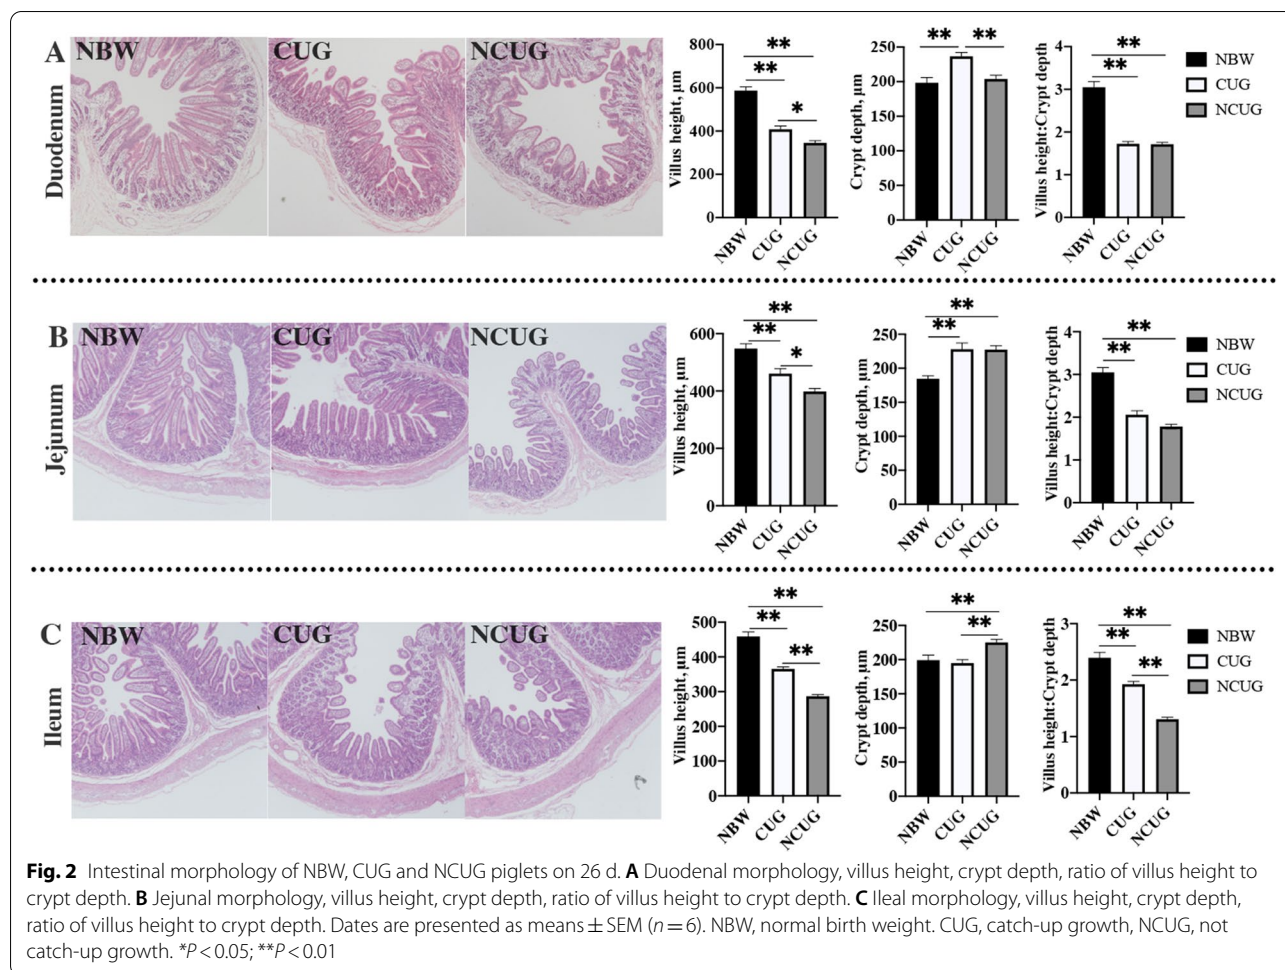 A
NBW
CUG
NCUG
Duodenum
**
**
*
Villus height, μm
800
600
400
200
0
NBW
CUG
NCUG
** **
Crypt depth, μm
250
200
150
100
50
0
NBW
CUG
NCUG
**
**
Villus height:Crypt depth
4
3
2
1
0
NBW
CUG
NCUG
NBW
CUG
NCUG
B
NBW
CUG
NCUG
Jejunum
**
**
*
Villus height, μm
600
400
200
0
NBW
CUG
NCUG
**
**
Crypt depth, μm
250
200
150
100
50
0
NBW
CUG
NCUG
**
**
Villus height:Crypt depth
4
3
2
1
0
NBW
CUG
NCUG
NBW
CUG
NCUG
C
NBW
CUG
NCUG
Ileum
**
**
**
Villus height, μm
500
400
300
200
100
0
NBW
CUG
NCUG
**
**
Crypt depth, μm
250
200
150
100
50
0
NBW
CUG
NCUG
**
**
**
Villus height:Crypt depth
3
2
1
0
NBW
CUG
NCUG
NBW
CUG
NCUG
Fig. 2 Intestinal morphology of NBW, CUG and NCUG piglets on 26 d. A Duodenal morphology, villus height, crypt depth, ratio of villus height to
crypt depth. B Jejunal morphology, villus height, crypt depth, ratio of villus height to crypt depth. C Ileal morphology, villus height, crypt depth,
ratio of villus height to crypt depth. Dates are presented as means ± SEM (n = 6). NBW, normal birth weight. CUG, catch-up growth, NCUG, not
catch-up growth. *P < 0.05; **P < 0.01